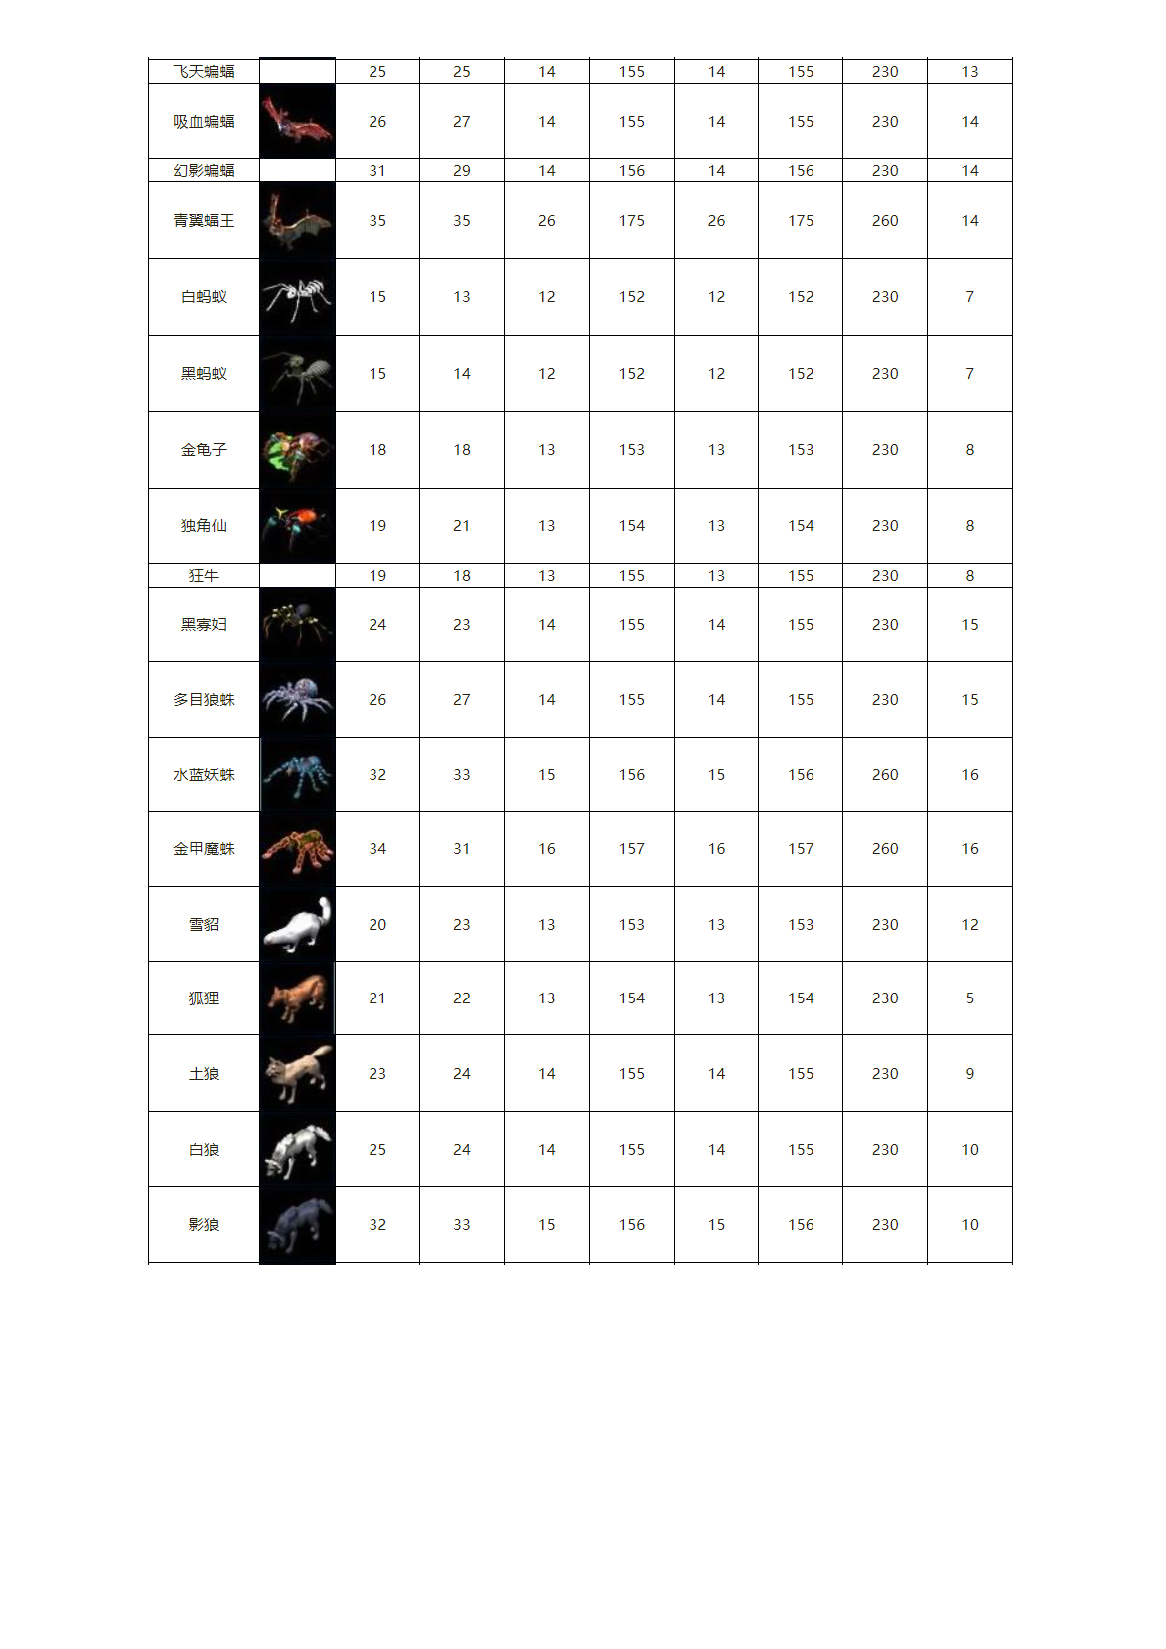 飞天蝙蝠 25 25 14 155 14 155 230 13
吸血蝙蝠 26 27 14 155 14 155 230 14
幻影蝙蝠 31 29 14 156 14 156 230 14
青翼蝠王 35 35 26 175 26 175 260 14
白蚂蚁 15 13 12 152 12 152 230 7
黑蚂蚁 15 14 12 152 12 152 230 7
金龟子 18 18 13 153 13 153 230 8
独角仙 19 21 13 154 13 154 230 8
狂牛 19 18 13 155 13 155 230 8
黑寡妇 24 23 14 155 14 155 230 15
多目狼蛛 26 27 14 155 14 155 230 15
水蓝妖蛛 32 33 15 156 15 156 260 16
金甲魔蛛 34 31 16 157 16 157 260 16
雪貂 20 23 13 153 13 153 230 12
狐狸 21 22 13 154 13 154 230 5
土狼 23 24 14 155 14 155 230 9
白狼 25 24 14 155 14 155 230 10
影狼 32 33 15 156 15 156 230 10